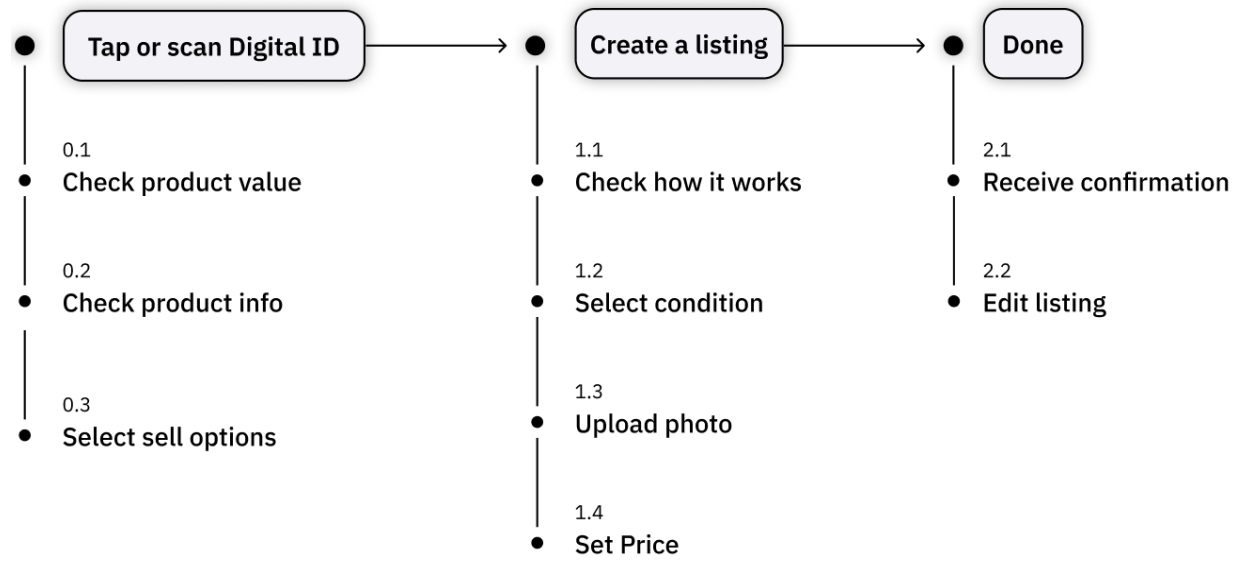 Tap or scan Digital ID
0.1
Check product value
0.2
Check product info
0.3
Select sell options
Create a listing
1.1
Check how it works
1.2
Select condition
1.3
Upload photo
1.4
Set Price
Done
2.1
Receive confirmation
2.2
Edit listing